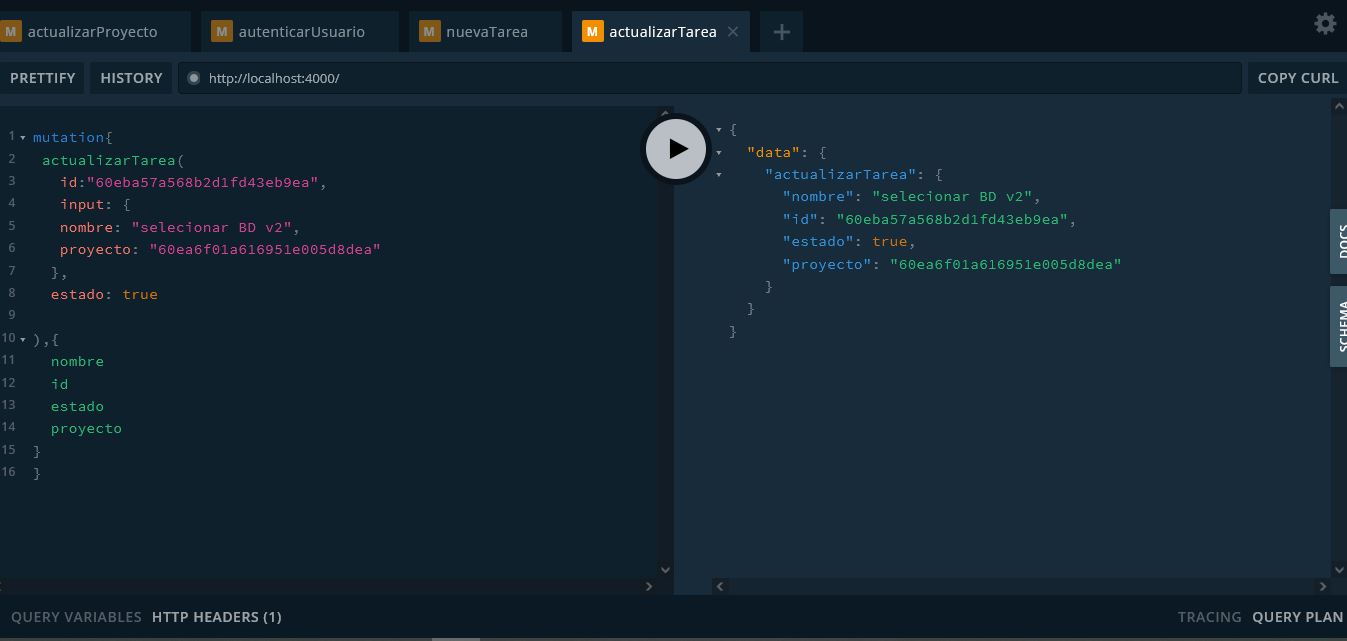 M actualizarProyecto M autenticarUsuario M nuevaTarea M actualizarTarea × +
PRETTIFY HISTORY http://localhost:4000/ COPY CURL
1 mutation{
2 actualizarTarea(
3 id:"60eba57a568b2d1fd43eb9ea",
4 input: {
5 nombre: "selecionar BD v2",
6 proyecto: "60ea6f01a616951e005d8dea"
7 },
8 estado: true
9
10 ),{
11 nombre
12 id
13 estado
14 proyecto
15 }
16 }
{
"data": {
"actualizarTarea": {
"nombre": "selecionar BD v2",
"id": "60eba57a568b2d1fd43eb9ea",
"estado": true,
"proyecto": "60ea6f01a616951e005d8dea"
}
}
}
DOCS
SCHEMA
QUERY VARIABLES HTTP HEADERS (1) TRACING QUERY PLAN